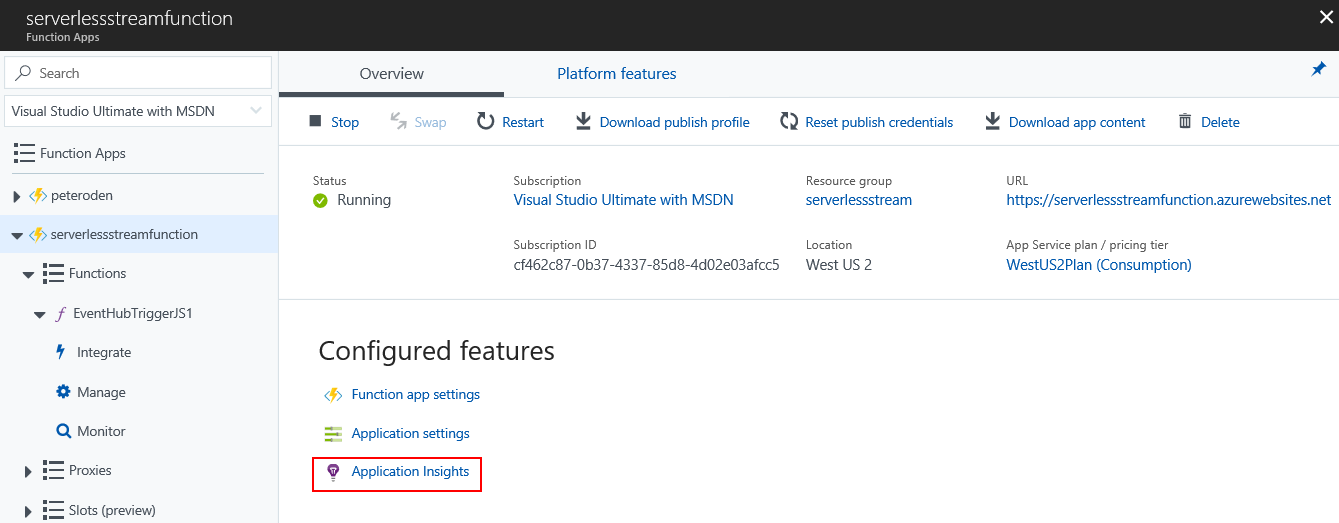 serverlessstreamfunction
Function Apps
Search
Visual Studio Ultimate with MSDN
Function Apps
peteroden
serverlessstreamfunction
Functions
EventHubTriggerJS1
Integrate
Manage
Monitor
Proxies
Slots (preview)
Overview Platform features
Stop Swap Restart Download publish profile Reset publish credentials Download app content Delete
Status Subscription Resource group URL
Running Visual Studio Ultimate with MSDN serverlessstream https://serverlessstreamfunction.azurewebsites.net
Subscription ID Location App Service plan / pricing tier
cf462c87-0b37-4337-85d8-4d02e03afcc5 West US 2 WestUS2Plan (Consumption)
Configured features
Function app settings
Application settings
Application Insights